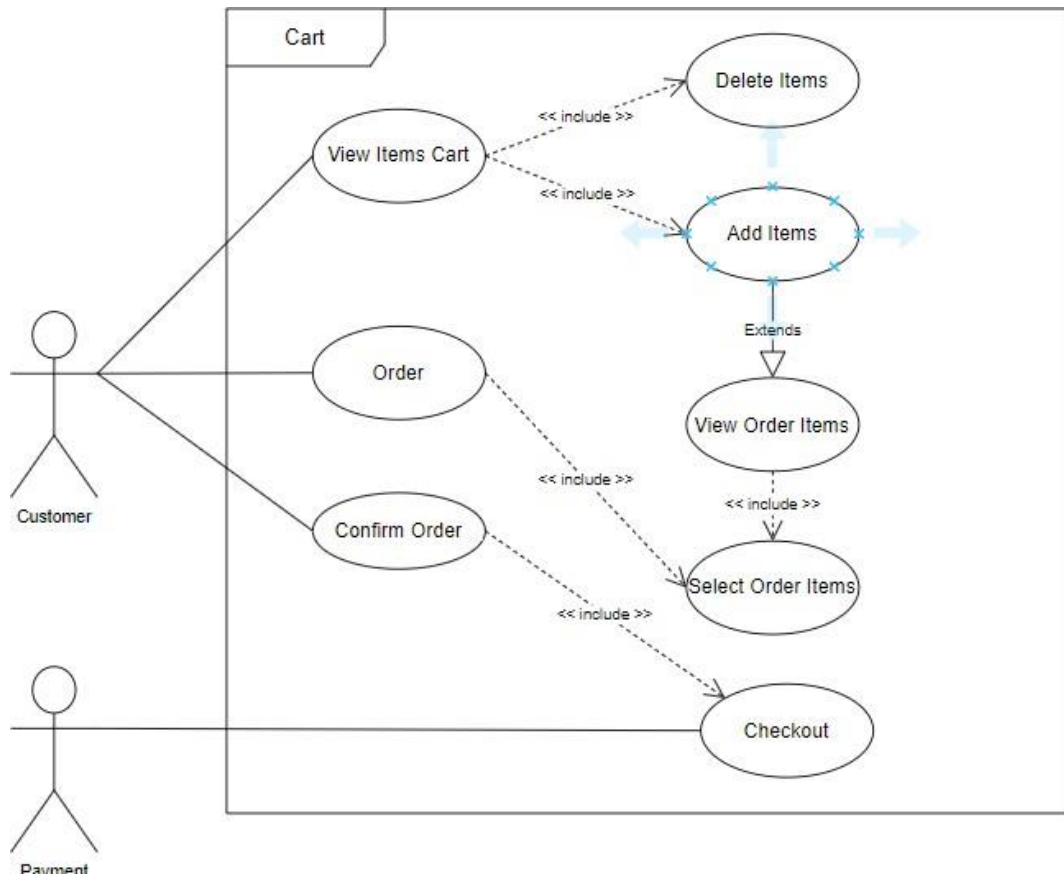 Cart
Delete Items
<< include >>
View Items Cart
<< include >>
Add Items
Extends
Order
View Order Items
<< include >>
<< include >>
Customer
Confirm Order
Select Order Items
<< include >>
Checkout
Payment